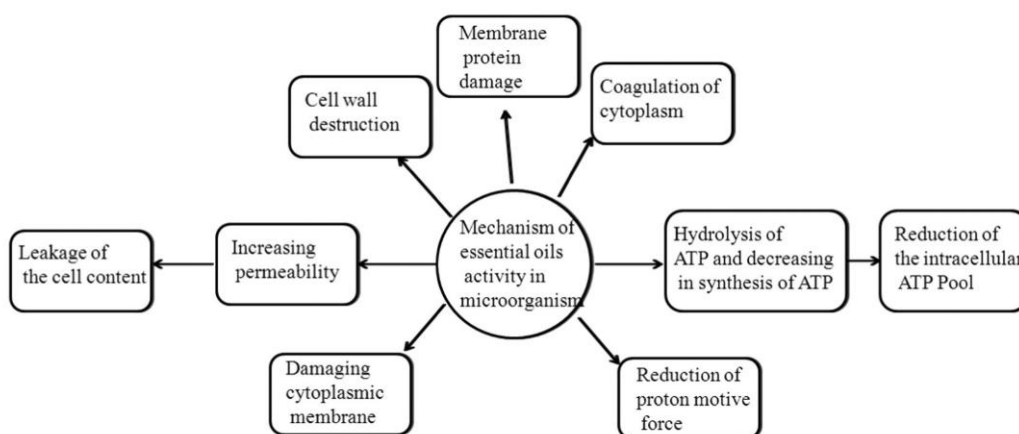 Membrane
protein
damage
Cell wall
destruction
Coagulation of
cytoplasm
Mechanism of
essential oils
activity in
microorganism
Leakage of
the cell content
Increasing
permeability
Hydrolysis of
ATP and decreasing
in synthesis of ATP
Reduction of
the intracellular
ATP Pool
Damaging
cytoplasmic
membrane
Reduction of
proton motive
force